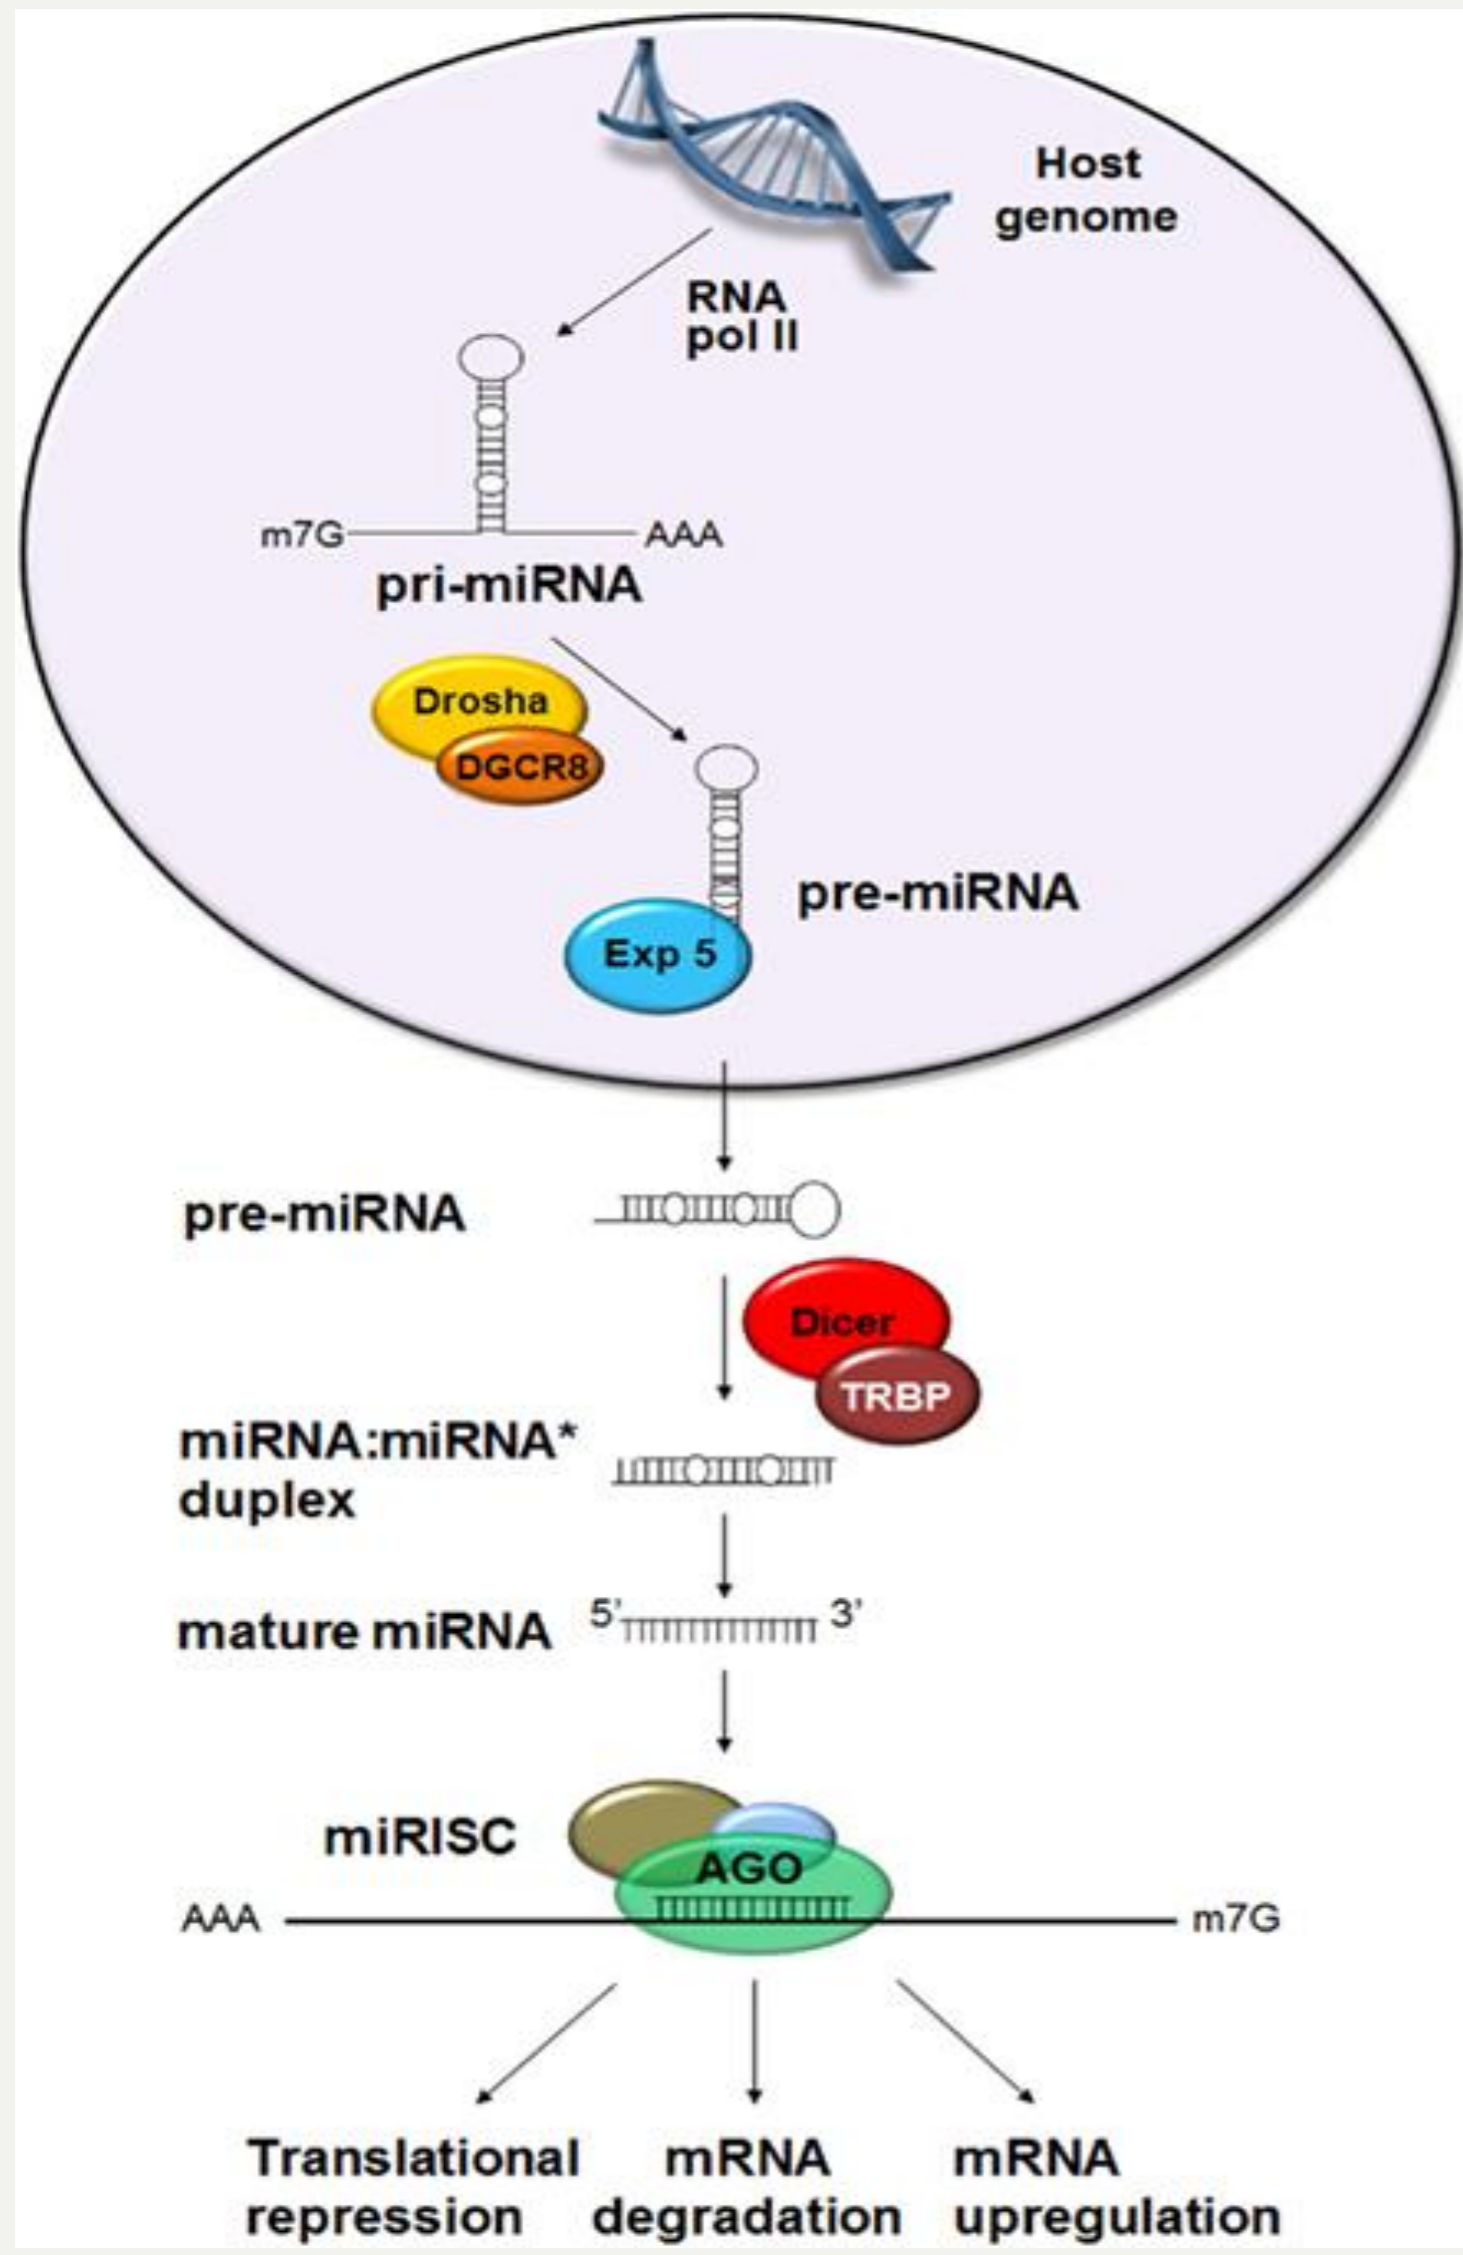 Host
genome
RNA
pol II
m7G
AAA
pri-miRNA
Drosha
DGCR8
pre-miRNA
Exp 5
pre-miRNA
Dicer
TRBP
miRNA:miRNA*
duplex
mature miRNA
5’
3’
miRISC
AGO
AAA
m7G
Translational
repression
mRNA
degradation
mRNA
upregulation